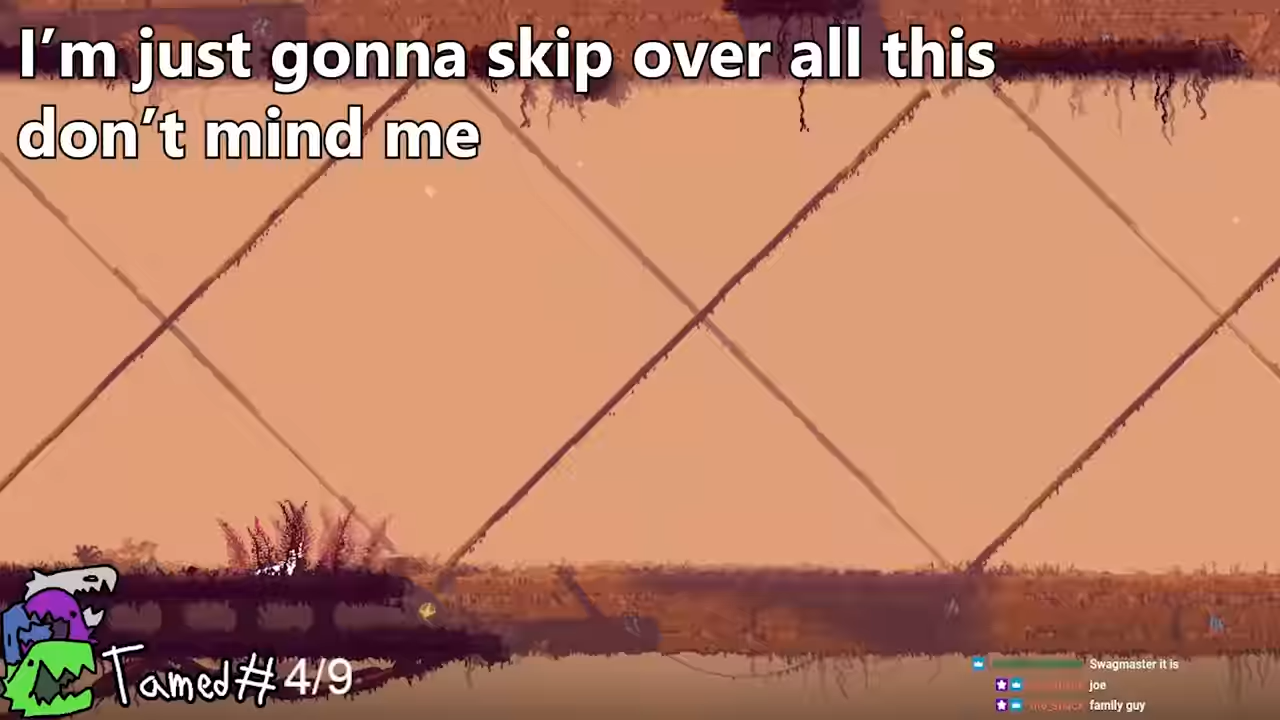 I'm just gonna skip over all this
don't mind me
Tamed# 4/9
Swagmaster it is
joe
family guy